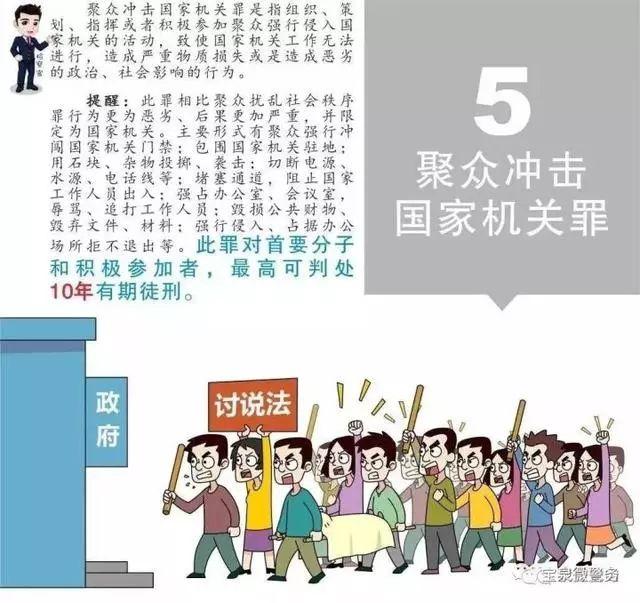 聚众冲击国家机关罪是指组织、策
划、指挥或者积极参加聚众强行侵入国
家机关的活动，致使国家机关工作无法
进行，造成严重物质损失或是造成恶劣
的政治、社会影响的行为。
提醒：此罪相比聚众扰乱社会秩序
罪行为更为恶劣、后果更加严重，并限
定为国家机关。主要形式有聚众强行冲
闯国家机关门禁；包围国家机关驻地；
用石块、杂物投掷、袭击；切断电源、
水源、电话线等；堵塞通道，阻止国家
工作人员出入；强占办公室、会议室，
辱骂、追打工作人员；毁损公共财物、
毁弃文件、材料；强行侵入、占据办公
场所拒不退出等。此罪对首要分子
和积极参加者，最高可判处
10年有期徒刑。
5
聚众冲击
国家机关罪
政府
讨说法
宝泉微警务